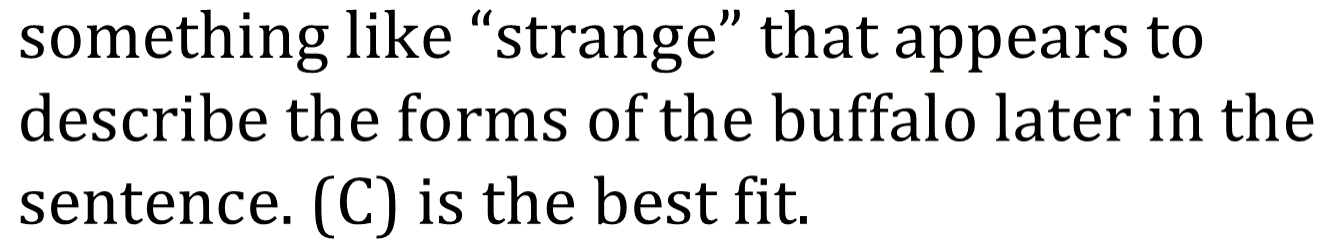 something like “strange” that appears to
describe the forms of the buffalo later in the
sentence. (C) is the best fit.